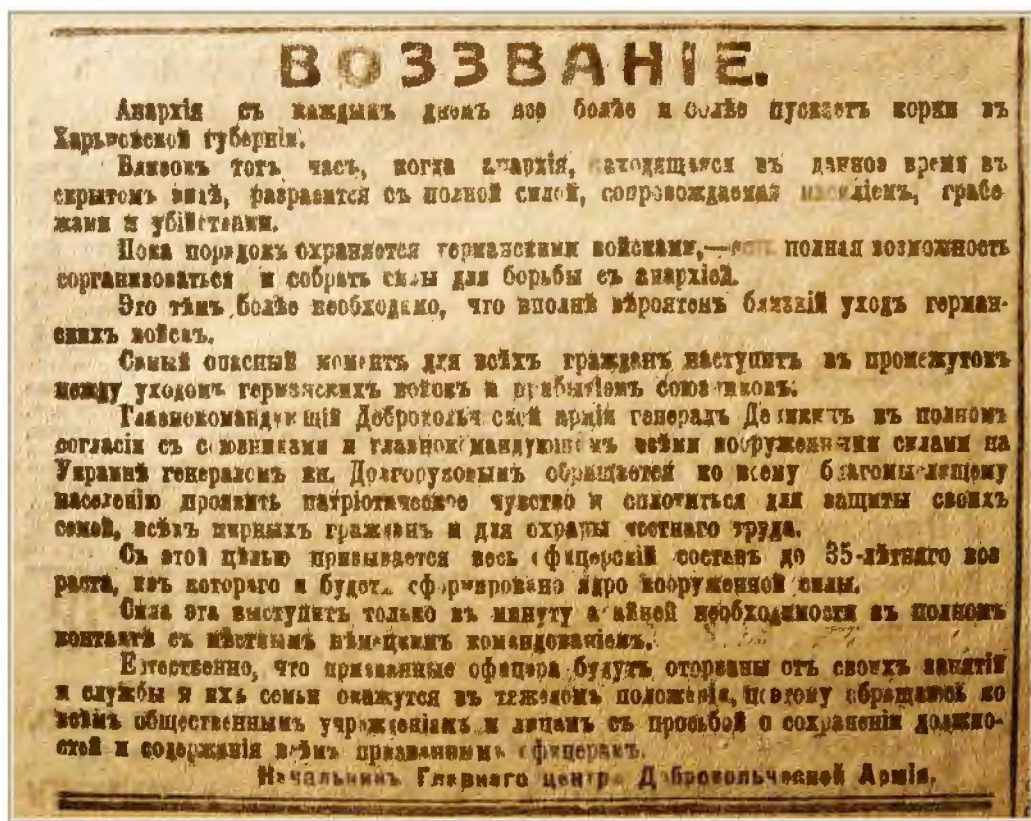 ВОЗЗВАНІЕ.
Анархія съ каждымъ днемъ все болѣе и болѣе пускаетъ корни въ
Харьковской губерніи.
Близокъ тотъ часъ, когда анархія, находящаяся въ данное время въ
скрытомъ видѣ, разразится съ полной силой, сопровождаемая насиліемъ, грабе-
жами и убійствами.
Пока порядокъ охраняется германскими войсками,— есть полная возможность
сорганизоваться и собрать силы для борьбы съ анархіей.
Это тѣмъ болѣе необходимо, что вполнѣ вѣроятенъ близкій уходъ герман-
скихъ войскъ.
Самый опасный моментъ для всѣхъ гражданъ наступитъ въ промежутокъ
между уходомъ германскихъ войскъ и прибытіемъ союзниковъ.
Главнокомандующій Добровольческой арміи генералъ Деникинъ въ полномъ
согласіи съ союзниками и главнокомандующимъ всѣми вооруженными силами на
Украинѣ генераломъ кн. Долгоруковымъ обращается ко всему благомыслящему
населенію проявить патріотическое чувство и сплотиться для защиты своихъ
семей, всѣхъ мирныхъ гражданъ и для охраны честнаго труда.
Съ этой цѣлью призывается весь офицерскій составъ до 35-лѣтняго воз
раста, изъ котораго и будетъ сформировано ядро вооруженной силы.
Сила эта выступитъ только въ минуту крайней необходимости въ полномъ
контактѣ съ мѣстнымъ нѣмецкимъ командованіемъ.
Естественно, что призванные офицера будутъ оторваны отъ своихъ занятій
и службы и ихъ семьи окажутся въ тяжеломъ положеніи, поэтому обращаюсь ко
всѣмъ общественнымъ учрежденіямъ и лицамъ съ просьбой о сохраненіи должно-
стей и содержанія всѣмъ призваннымъ офицерамъ.
Начальникъ Главнаго центра Добровольческой Арміи.